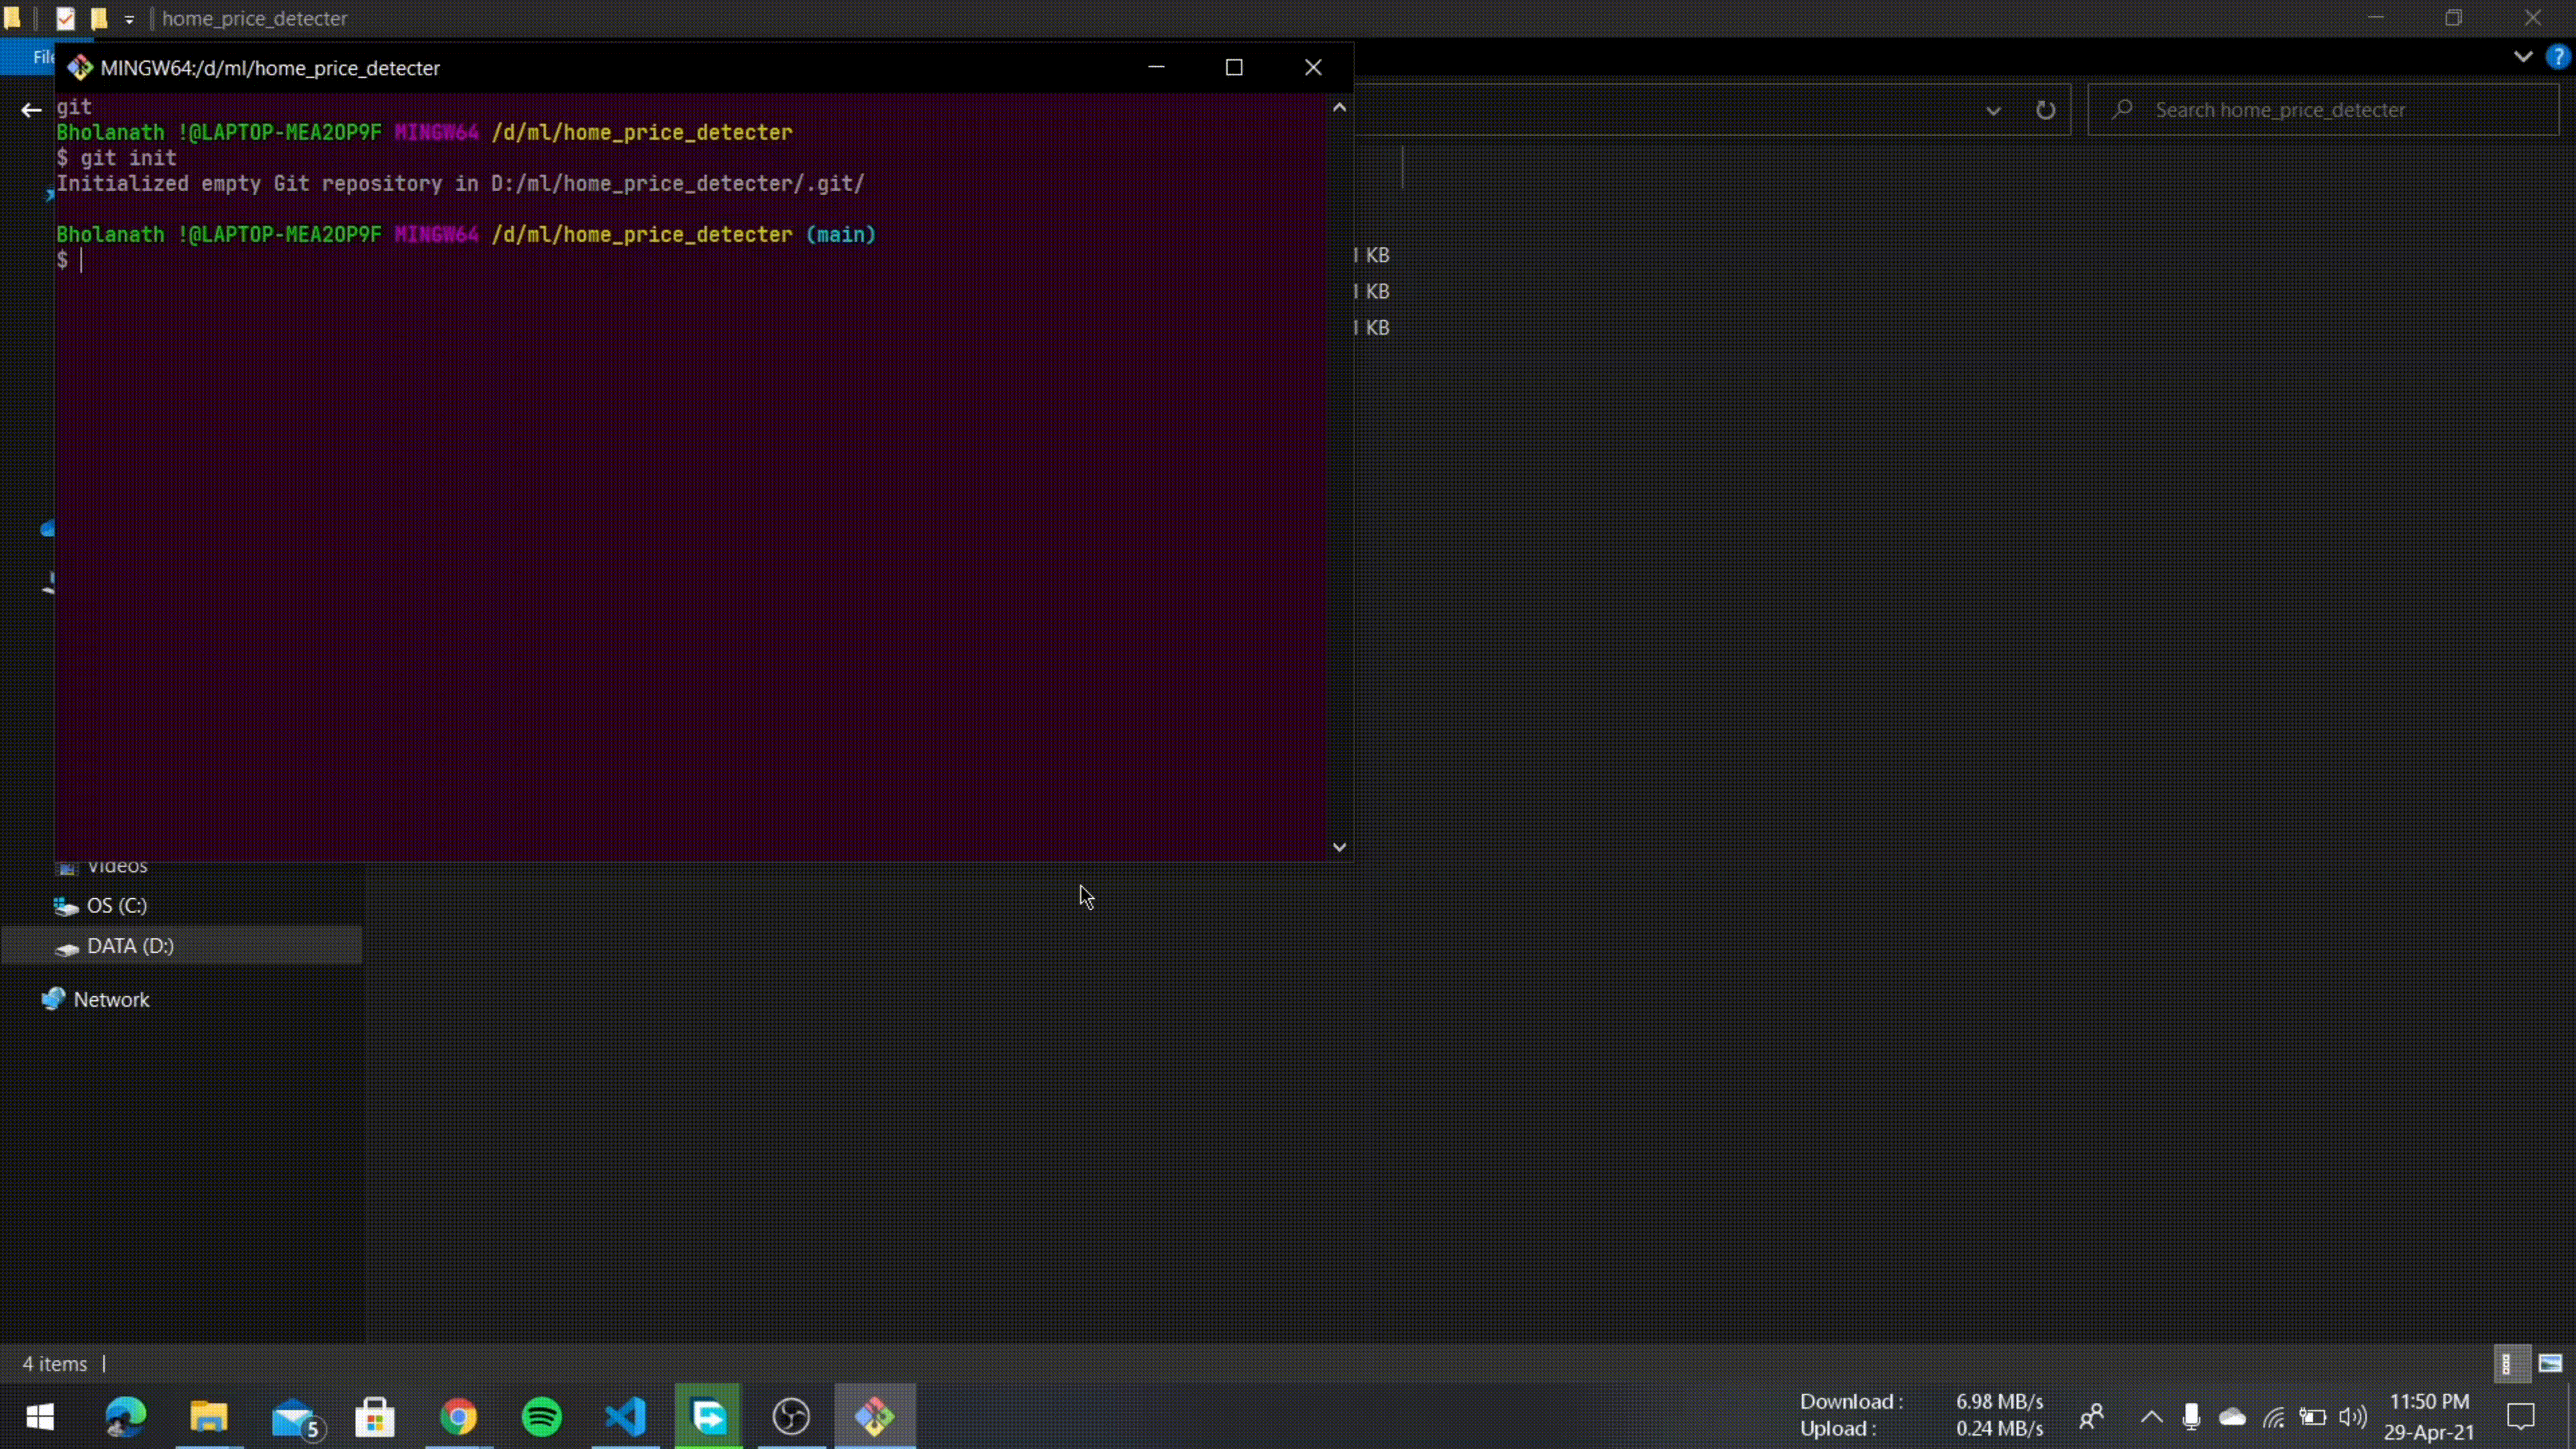 home_price_detecter
File
MINGW64:/d/ml/home_price_detecter
git
Bholanath !@LAPTOP-MEA2OP9F MINGW64 /d/ml/home_price_detecter
$ git init
Initialized empty Git repository in D:/ml/home_price_detecter/.git/
Bholanath !@LAPTOP-MEA2OP9F MINGW64 /d/ml/home_price_detecter (main)
$
Search home_price_detecter
1 KB
1 KB
1 KB
Videos
OS (C:)
DATA (D:)
Network
4 items
5
Download : 6.98 MB/s
Upload : 0.24 MB/s
11:50 PM
29-Apr-21